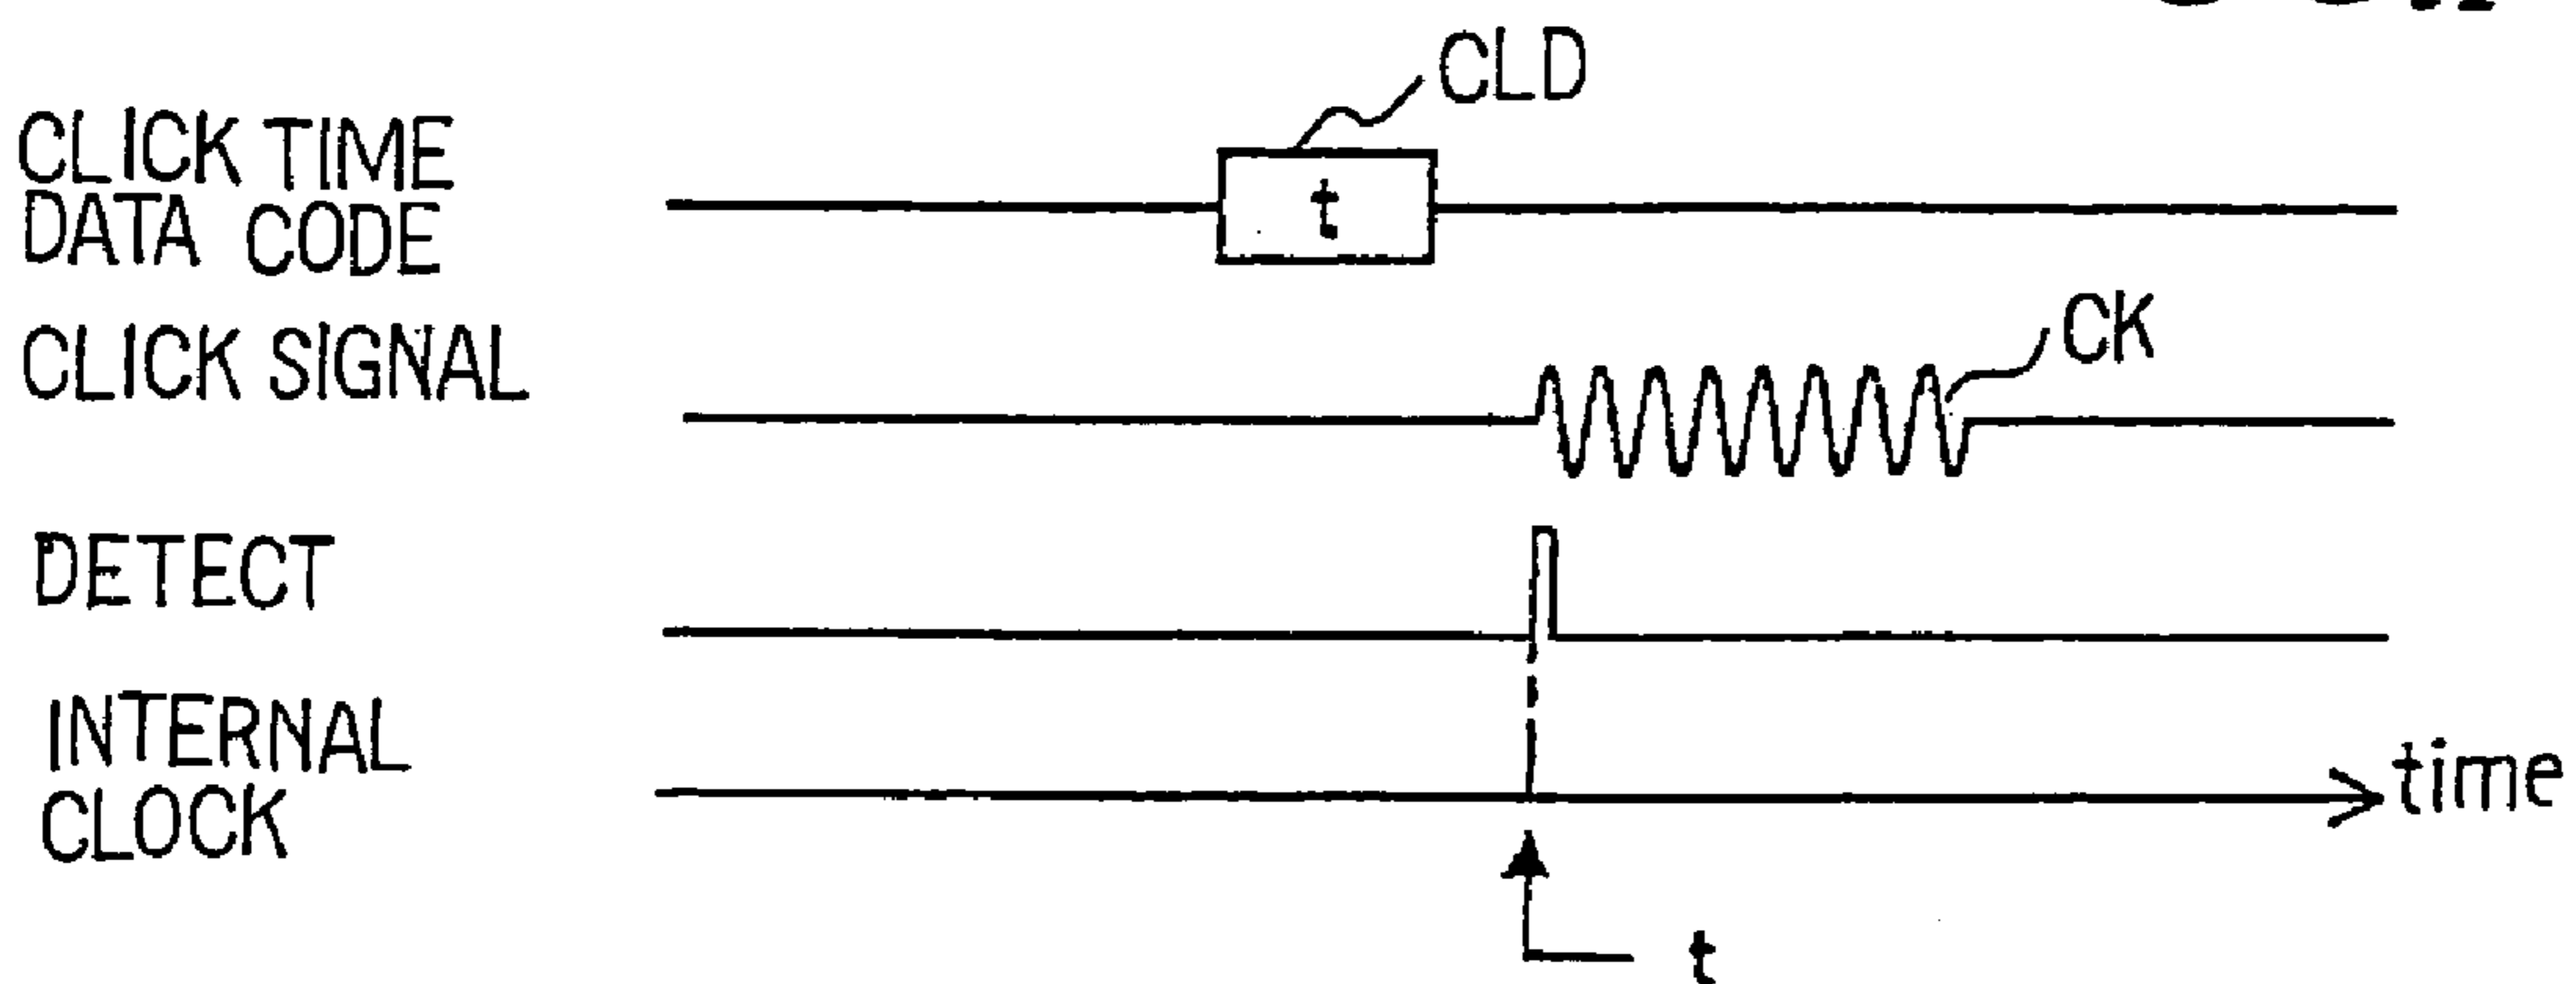 CLD
CLICK TIME
DATA CODE
t
CLICK SIGNAL
CK
DETECT
INTERNAL
CLOCK
time
t